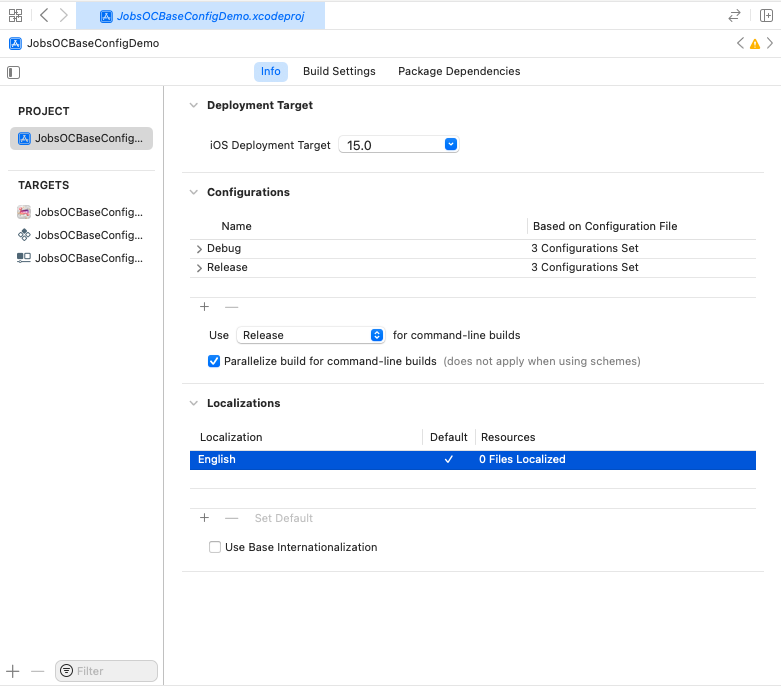 JobsOCBaseConfigDemo.xcodeproj
JobsOCBaseConfigDemo
Info Build Settings Package Dependencies
PROJECT
JobsOCBaseConfig...
TARGETS
JobsOCBaseConfig...
JobsOCBaseConfig...
JobsOCBaseConfig...
Deployment Target
iOS Deployment Target 15.0
Configurations
Name Based on Configuration File
Debug 3 Configurations Set
Release 3 Configurations Set
Use Release for command-line builds
Parallelize build for command-line builds (does not apply when using schemes)
Localizations
Localization Default Resources
English 0 Files Localized
Set Default
Use Base Internationalization
Filter